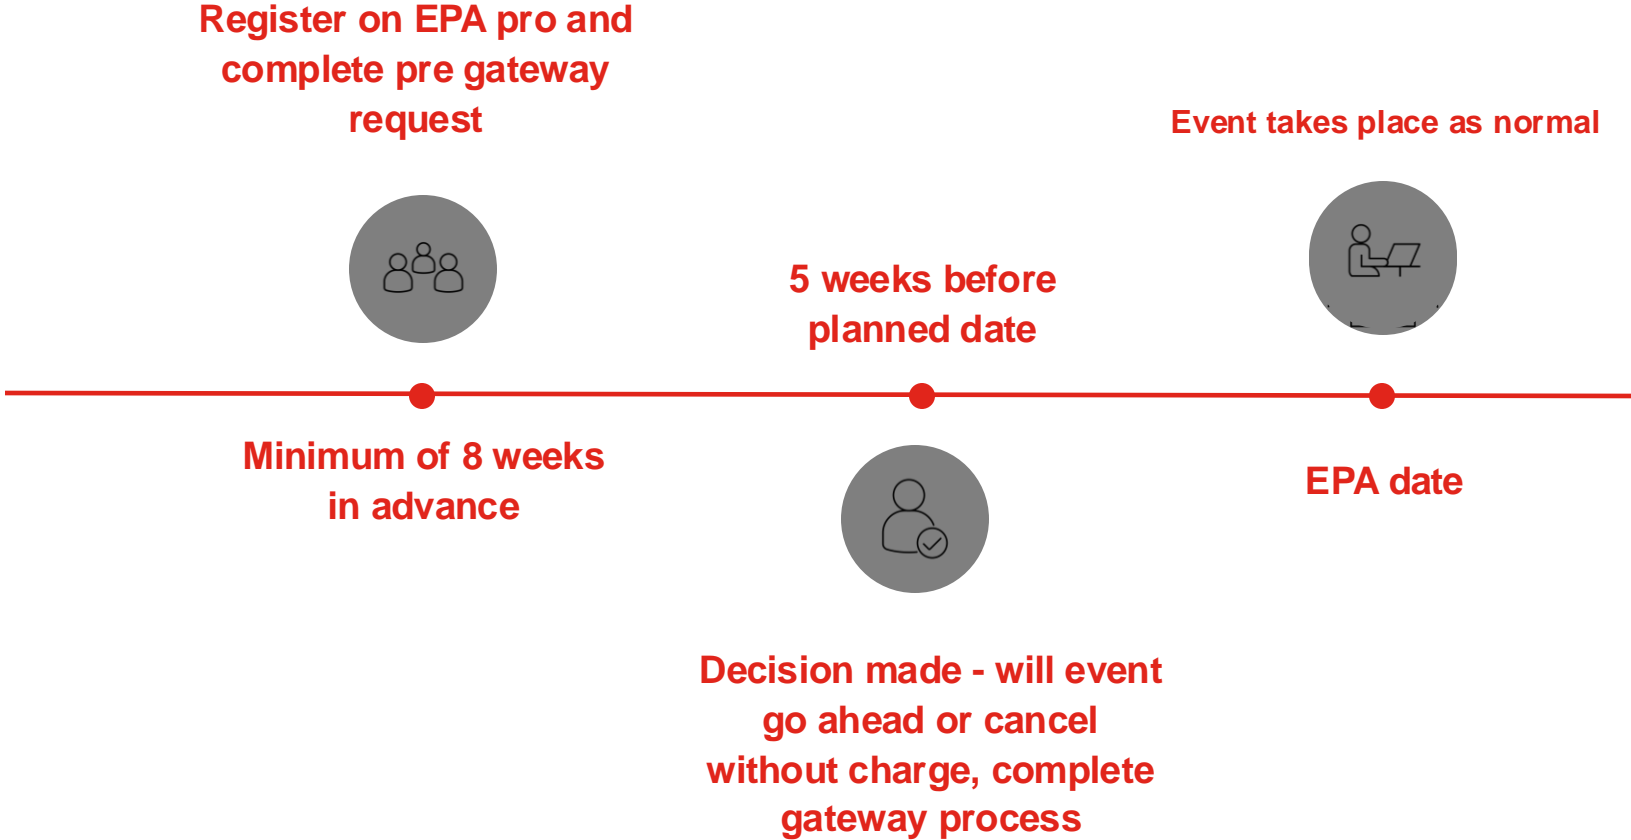 Register on EPA pro and
complete pre gateway
request
Minimum of 8 weeks
in advance
5 weeks before
planned date
Decision made - will event
go ahead or cancel
without charge, complete
gateway process
Event takes place as normal
EPA date